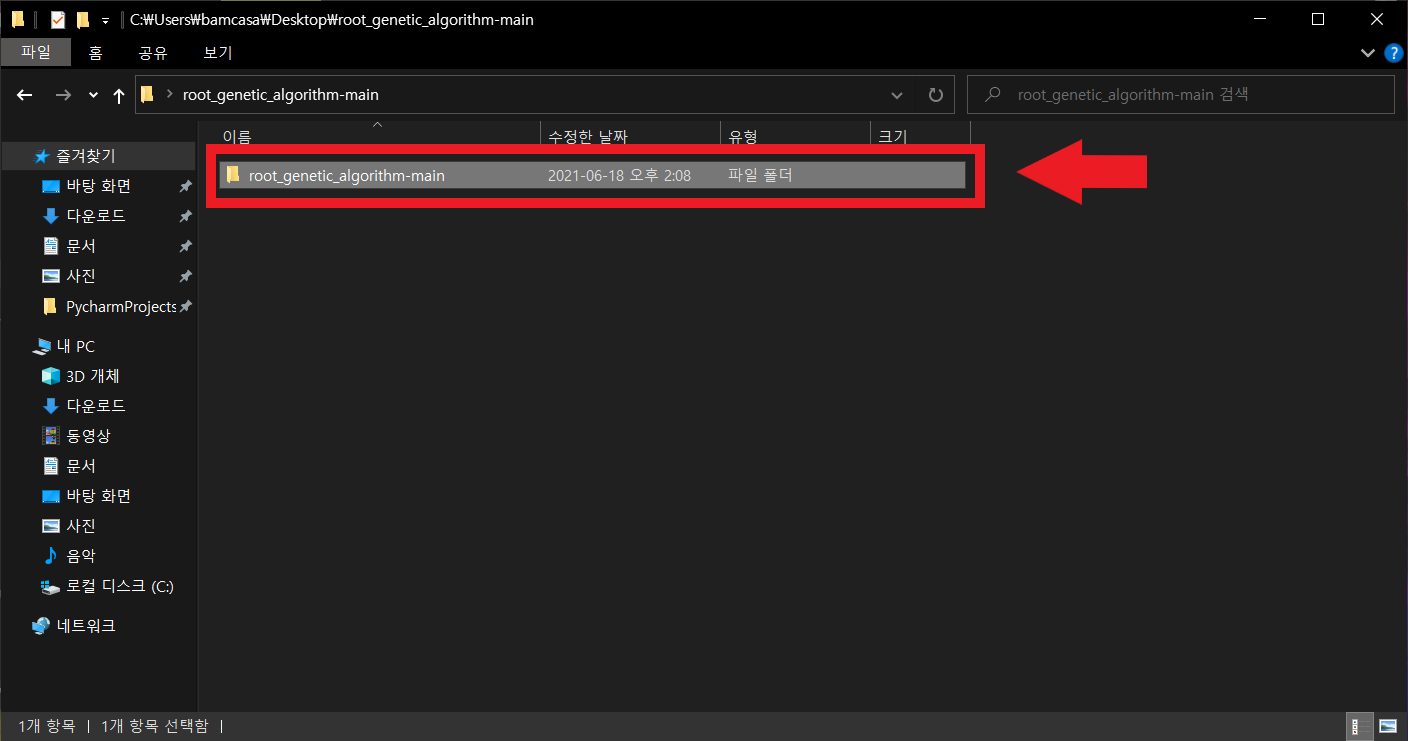 C:₩Users₩bamcasa₩Desktop₩root_genetic_algorithm-main
파일 홈 공유 보기
?
root_genetic_algorithm-main
root_genetic_algorithm-main 검색
이름 수정한 날짜 유형 크기
root_genetic_algorithm-main 2021-06-18 오후 2:08 파일 폴더
즐겨찾기
바탕 화면
다운로드
문서
사진
PycharmProjects
내 PC
3D 개체
다운로드
동영상
문서
바탕 화면
사진
음악
로컬 디스크 (C:)
네트워크
1개 항목 1개 항목 선택함